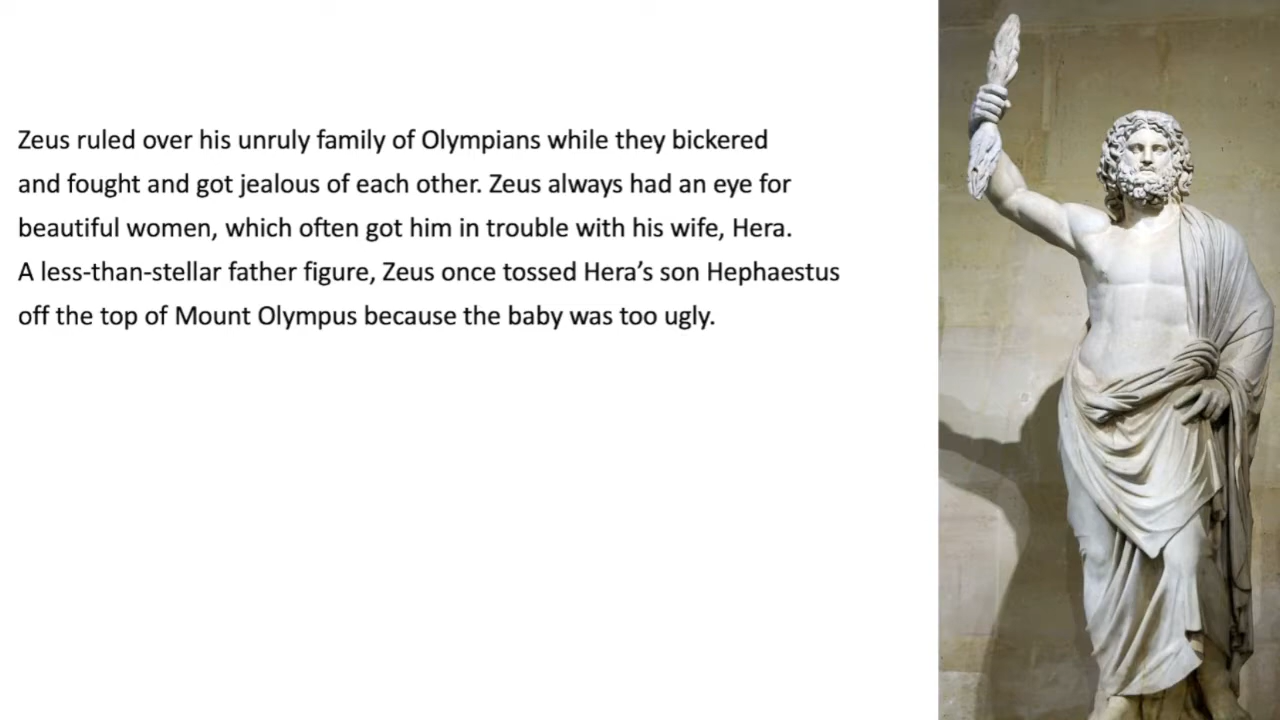 Zeus ruled over his unruly family of Olympians while they bickered
and fought and got jealous of each other. Zeus always had an eye for
beautiful women, which often got him in trouble with his wife, Hera.
A less-than-stellar father figure, Zeus once tossed Hera’s son Hephaestus
off the top of Mount Olympus because the baby was too ugly.